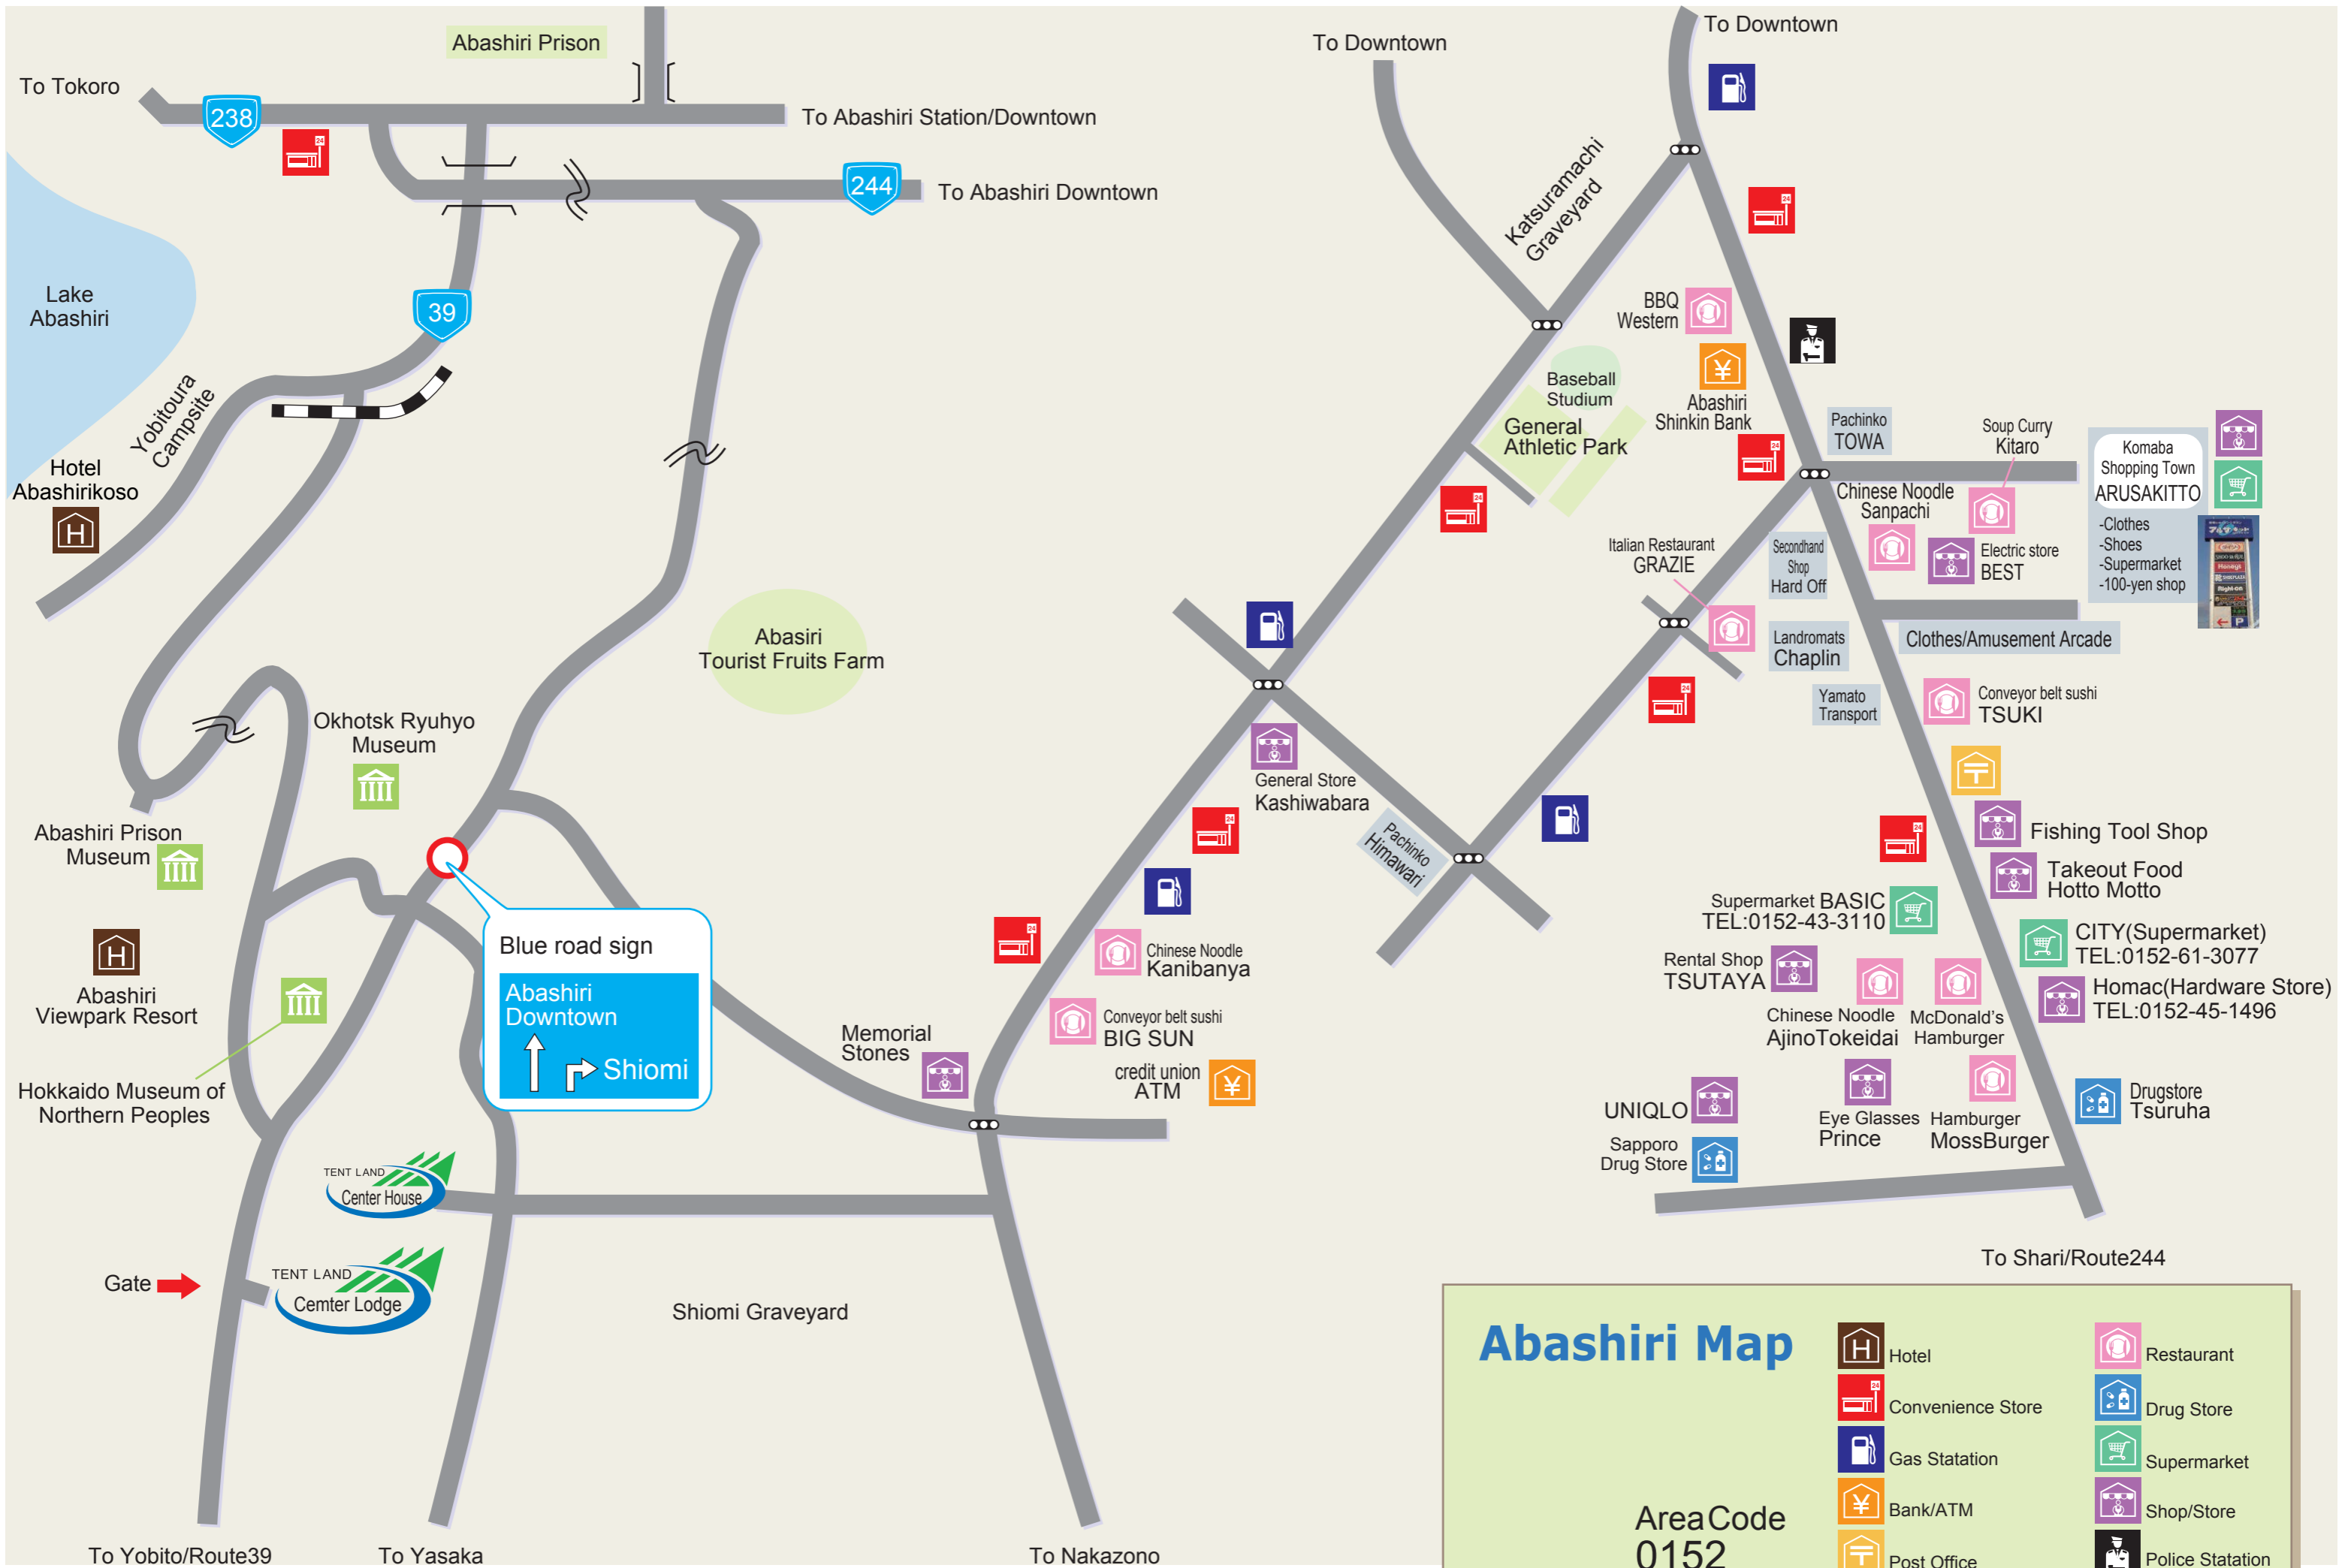 Abashiri Prison
To Tokoro
238
To Abashiri Station/Downtown
244
To Abashiri Downtown
39
Lake
Abashiri
Yobitoura
Campsite
Hotel
Abashirikoso
H
Abasiri
Tourist Fruits Farm
Okhotsk Ryuhyo
Museum
Abashiri Prison
Museum
H
Abashiri
Viewpark Resort
Hokkaido Museum of
Northern Peoples
Blue road sign
Abashiri
Downtown
Shiomi
TENT LAND
Center House
Gate
TENT LAND
Cemter Lodge
Shiomi Graveyard
To Yobito/Route39
To Yasaka
To Nakazono
Memorial
Stones
To Downtown
To Downtown
Katsuramachi
Graveyard
BBQ
Western
Abashiri
Shinkin Bank
Baseball
Studium
General
Athletic Park
Pachinko
TOWA
Soup Curry
Kitaro
Komaba
Shopping Town
ARUSAKITTO
-Clothes
-Shoes
-Supermarket
-100-yen shop
Chinese Noodle
Sanpachi
Electric store
BEST
Secondhand
Shop
Hard Off
Italian Restaurant
GRAZIE
Landromats
Chaplin
Clothes/Amusement Arcade
Yamato
Transport
Conveyor belt sushi
TSUKI
General Store
Kashiwabara
Pachinko
Himawari
Fishing Tool Shop
Takeout Food
Hotto Motto
Supermarket BASIC
TEL:0152-43-3110
CITY(Supermarket)
TEL:0152-61-3077
Rental Shop
TSUTAYA
Homac(Hardware Store)
TEL:0152-45-1496
Chinese Noodle
AjinoTokeidai
McDonald's
Hamburger
Chinese Noodle
Kanibanya
Conveyor belt sushi
BIG SUN
credit union
ATM
UNIQLO
Eye Glasses
Prince
Hamburger
MossBurger
Drugstore
Tsuruha
Sapporo
Drug Store
To Shari/Route244
Abashiri Map
AreaCode
0152
H Hotel
24 Convenience Store
Gas Statation
¥ Bank/ATM
〒 Post Office
Restaurant
Drug Store
Supermarket
Shop/Store
Police Statation